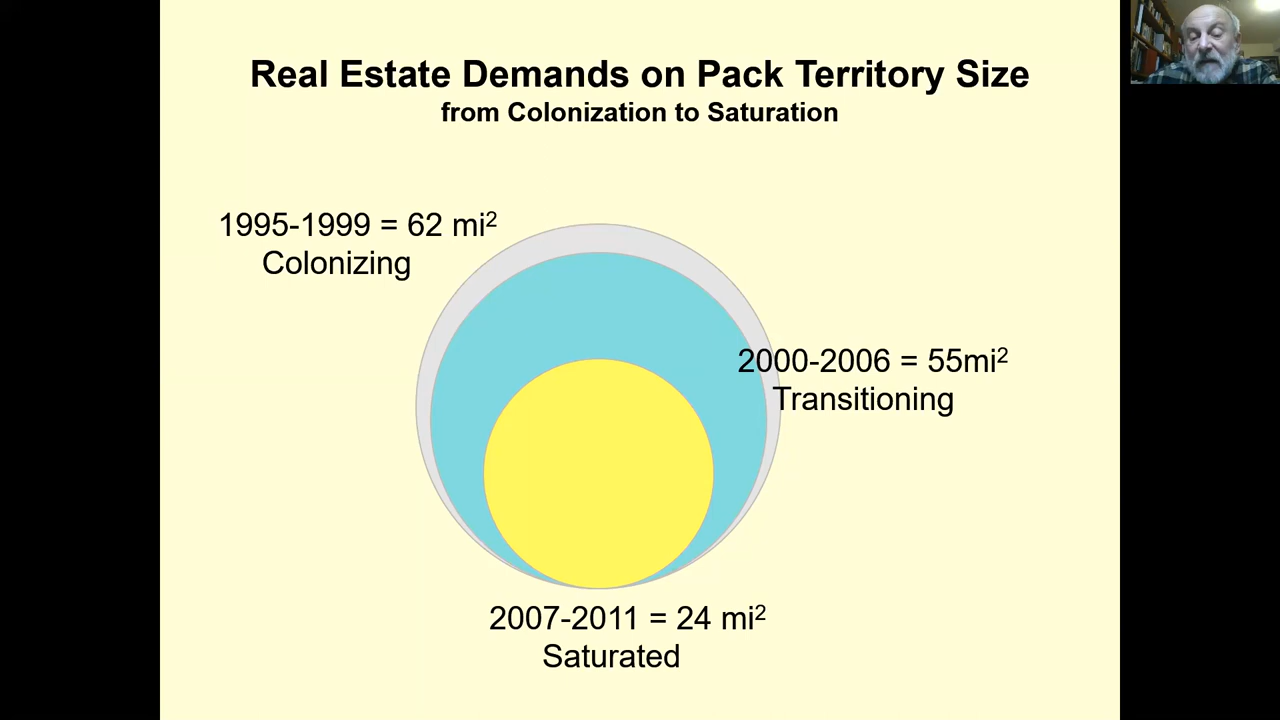 Real Estate Demands on Pack Territory Size
from Colonization to Saturation
1995-1999 = 62 mi²
Colonizing
2000-2006 = 55mi²
Transitioning
2007-2011 = 24 mi²
Saturated